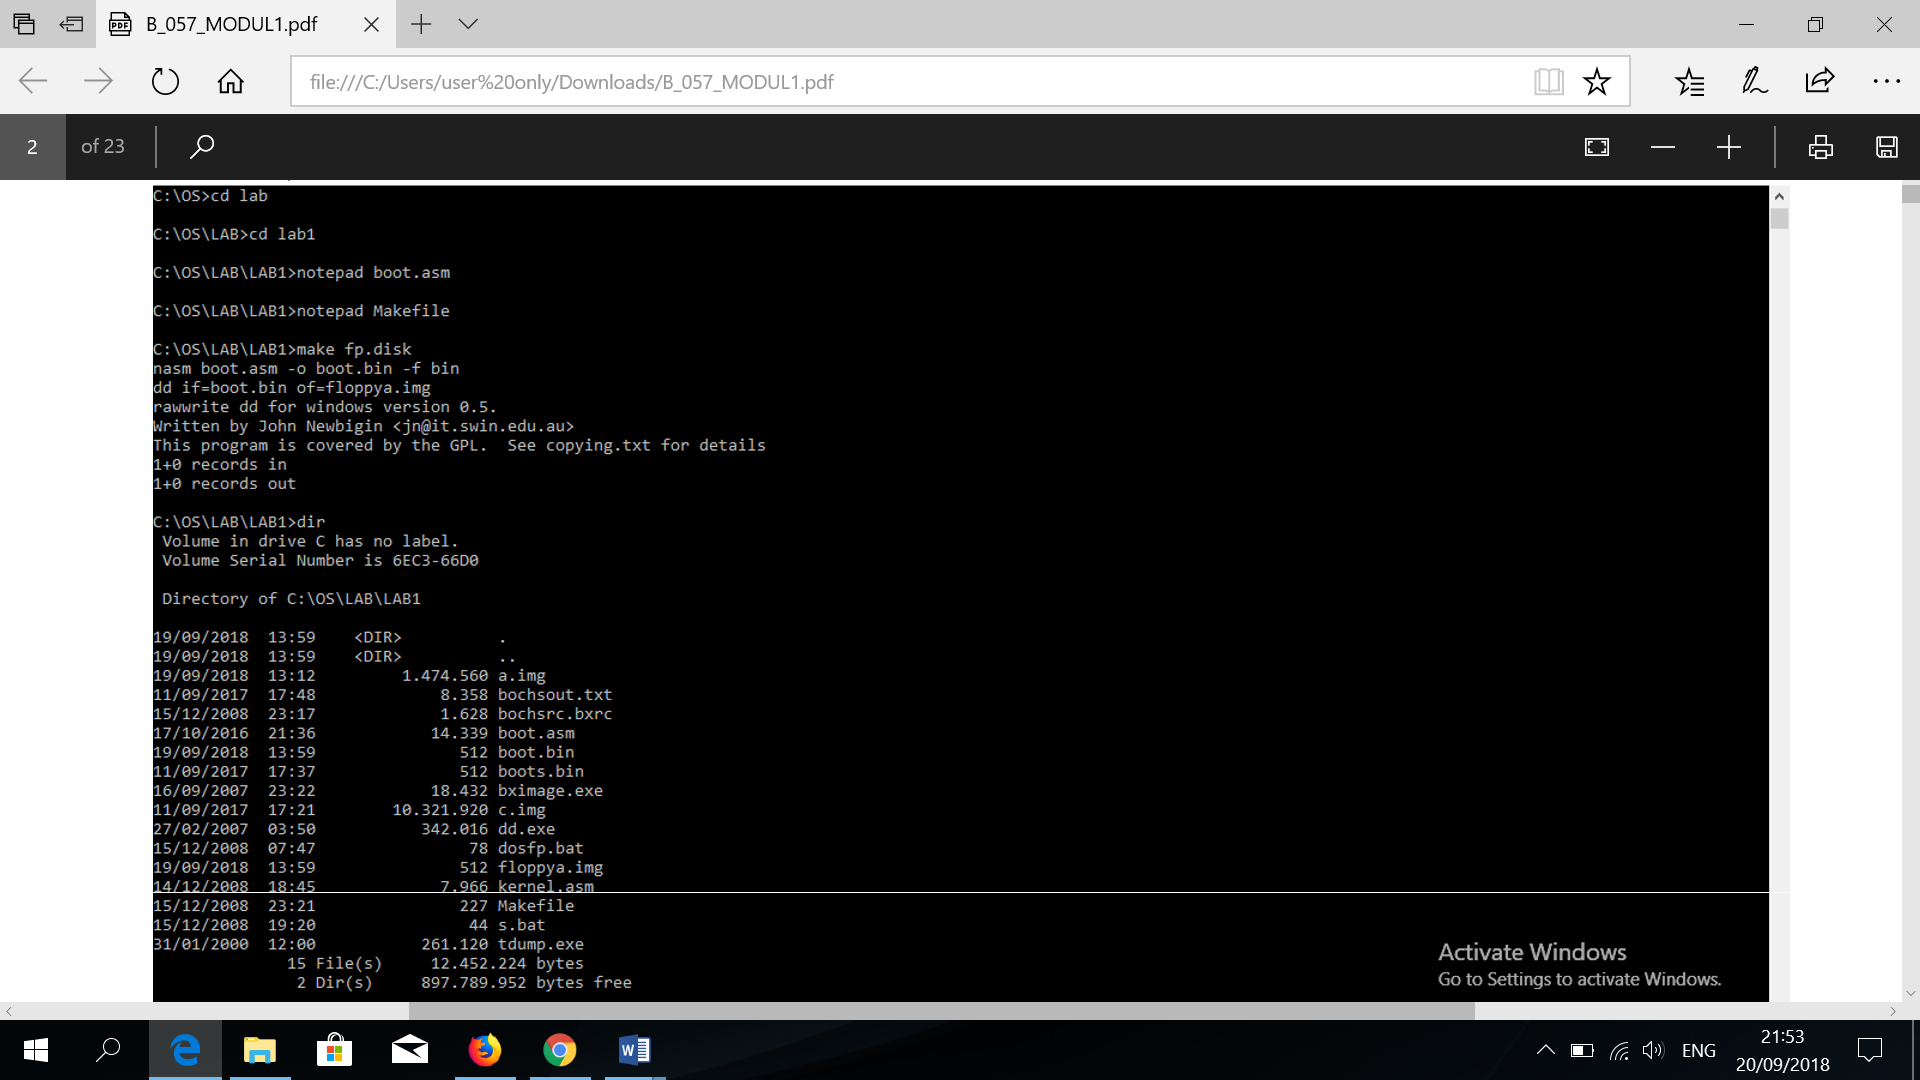 B_057_MODUL1.pdf
file:///C:/Users/user%20only/Downloads/B_057_MODUL1.pdf
2 of 23
C:\OS>cd lab
C:\OS\LAB>cd lab1
C:\OS\LAB\LAB1>notepad boot.asm
C:\OS\LAB\LAB1>notepad Makefile
C:\OS\LAB\LAB1>make fp.disk
nasm boot.asm -o boot.bin -f bin
dd if=boot.bin of=floppya.img
rawwrite dd for windows version 0.5.
Written by John Newbigin <jn@it.swin.edu.au>
This program is covered by the GPL.  See copying.txt for details
1+0 records in
1+0 records out
C:\OS\LAB\LAB1>dir
Volume in drive C has no label.
Volume Serial Number is 6EC3-66D0
Directory of C:\OS\LAB\LAB1
19/09/2018  13:59    <DIR>          .
19/09/2018  13:59    <DIR>          ..
19/09/2018  13:12         1.474.560 a.img
11/09/2017  17:48             8.358 bochsout.txt
15/12/2008  23:17             1.628 bochsrc.bxrc
17/10/2016  21:36            14.339 boot.asm
19/09/2018  13:59               512 boot.bin
11/09/2017  17:37               512 boots.bin
16/09/2007  23:22            18.432 bximage.exe
11/09/2017  17:21        10.321.920 c.img
27/02/2007  03:50           342.016 dd.exe
15/12/2008  07:47                78 dosfp.bat
19/09/2018  13:59               512 floppya.img
14/12/2008  18:45             7.966 kernel.asm
15/12/2008  23:21               227 Makefile
15/12/2008  19:20                44 s.bat
31/01/2000  12:00           261.120 tdump.exe
15 File(s)     12.452.224 bytes
2 Dir(s)     897.789.952 bytes free
Activate Windows
Go to Settings to activate Windows.
ENG
21:53
20/09/2018